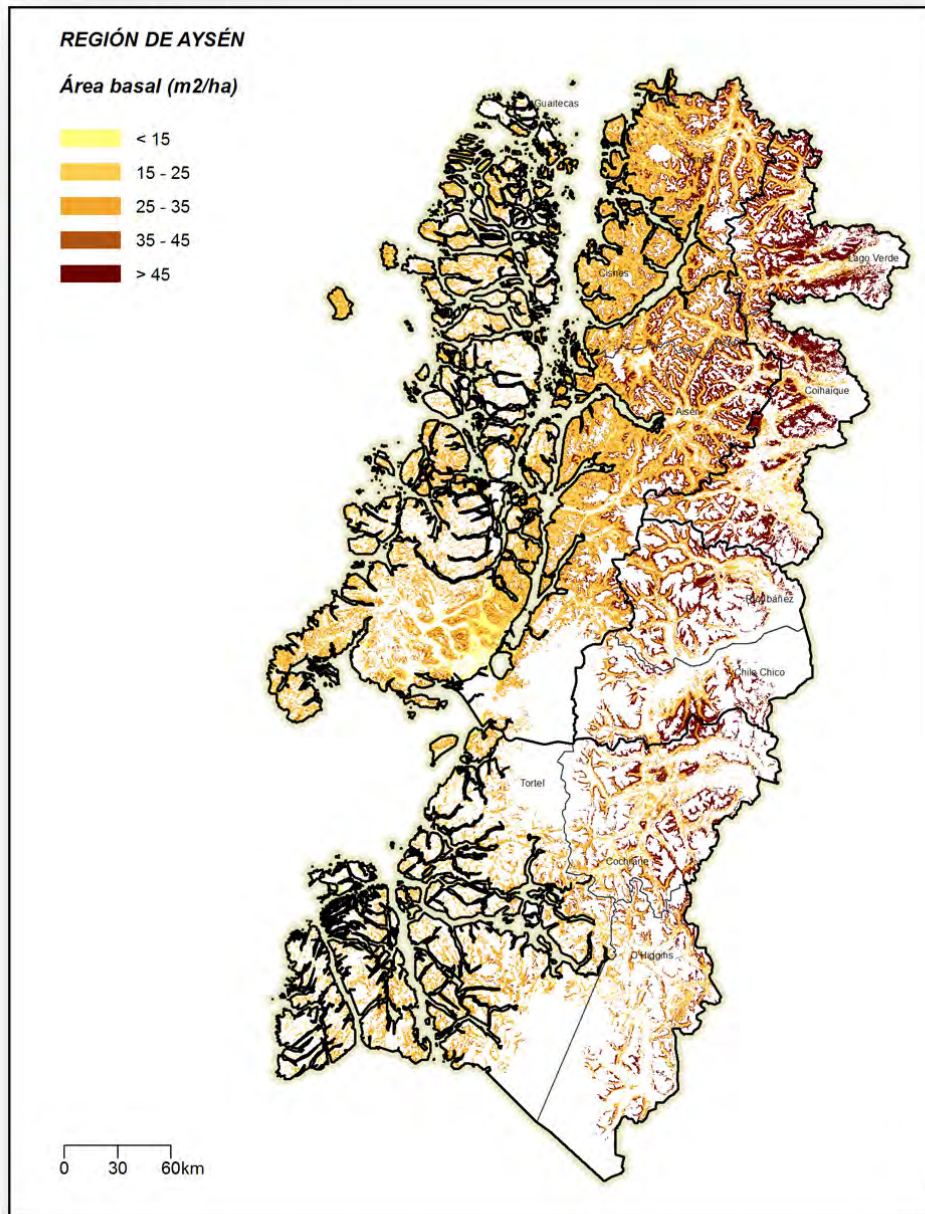 REGIÓN DE AYSÉN
Área basal (m2/ha)
< 15
15 - 25
25 - 35
35 - 45
> 45
Guaitecas
Lago Verde
Cisnes
Coihaique
Aisén
Chile Chico
Tortel
Cochrane
O'Higgins
0 30 60km